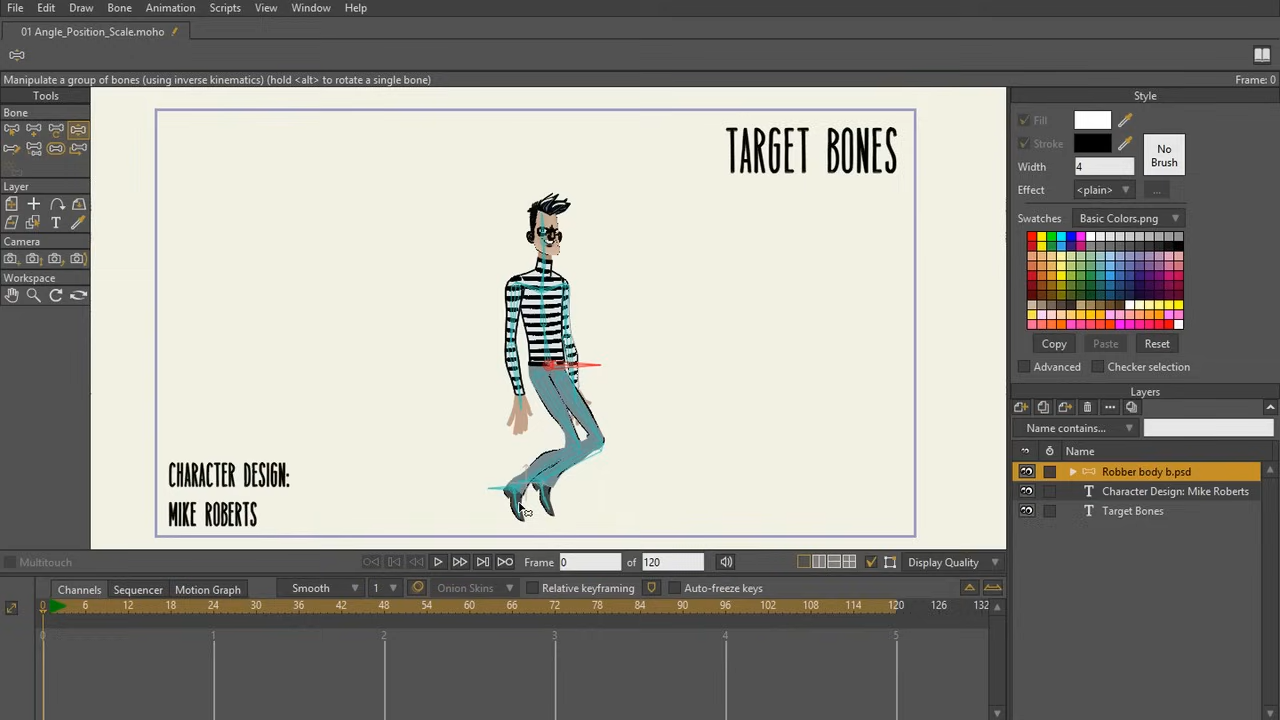 File Edit Draw Bone Animation Scripts View Window Help
01 Angle_Position_Scale.moho
Manipulate a group of bones (using inverse kinematics) (hold <alt> to rotate a single bone)
Frame: 0
Tools
Bone
Layer
Camera
Workspace
TARGET BONES
CHARACTER DESIGN:
MIKE ROBERTS
Style
Fill
Stroke
No
Brush
Width 4
Effect <plain> ...
Swatches Basic Colors.png
Copy Paste Reset
Advanced Checker selection
Layers
Name contains...
Name
Robber body b.psd
Character Design: Mike Roberts
Target Bones
Multitouch
Frame 0 of 120
Display Quality
Channels Sequencer Motion Graph
Smooth 1 Onion Skins Relative keyframing Auto-freeze keys
0 6 12 18 24 30 36 42 48 54 60 66 72 78 84 90 96 102 108 114 120 126 132
0 1 2 3 4 5